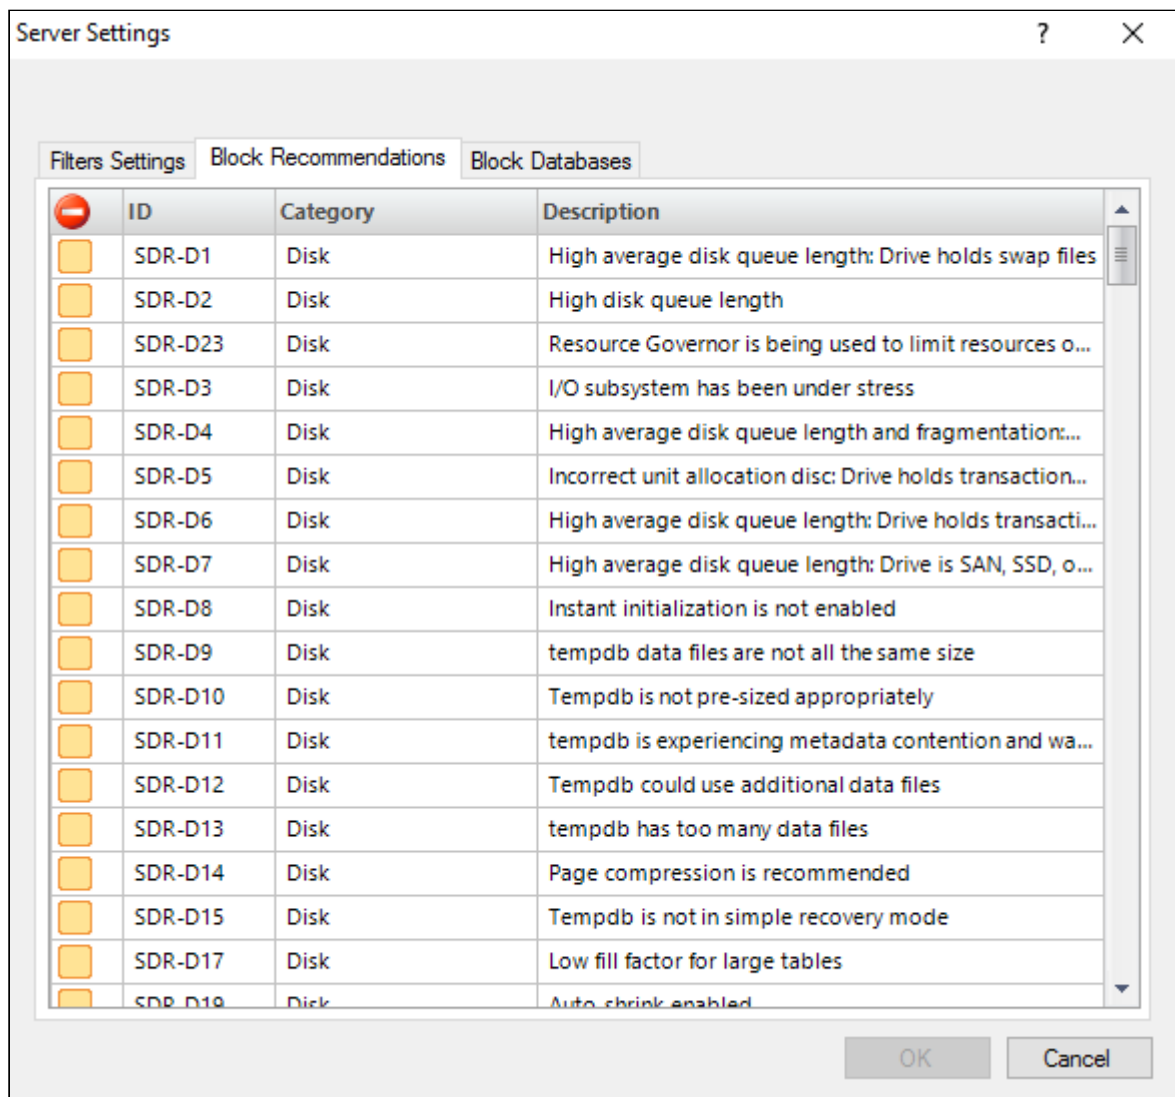 Server Settings ?
Filters Settings Block Recommendations Block Databases
ID Category Description
SDR-D1 Disk High average disk queue length: Drive holds swap files
SDR-D2 Disk High disk queue length
SDR-D23 Disk Resource Governor is being used to limit resources o...
SDR-D3 Disk I/O subsystem has been under stress
SDR-D4 Disk High average disk queue length and fragmentation:...
SDR-D5 Disk Incorrect unit allocation disc: Drive holds transaction...
SDR-D6 Disk High average disk queue length: Drive holds transacti...
SDR-D7 Disk High average disk queue length: Drive is SAN, SSD, o...
SDR-D8 Disk Instant initialization is not enabled
SDR-D9 Disk tempdb data files are not all the same size
SDR-D10 Disk Tempdb is not pre-sized appropriately
SDR-D11 Disk tempdb is experiencing metadata contention and wa...
SDR-D12 Disk Tempdb could use additional data files
SDR-D13 Disk tempdb has too many data files
SDR-D14 Disk Page compression is recommended
SDR-D15 Disk Tempdb is not in simple recovery mode
SDR-D17 Disk Low fill factor for large tables
SDR-D19 Disk Auto-shrink enabled
OK Cancel